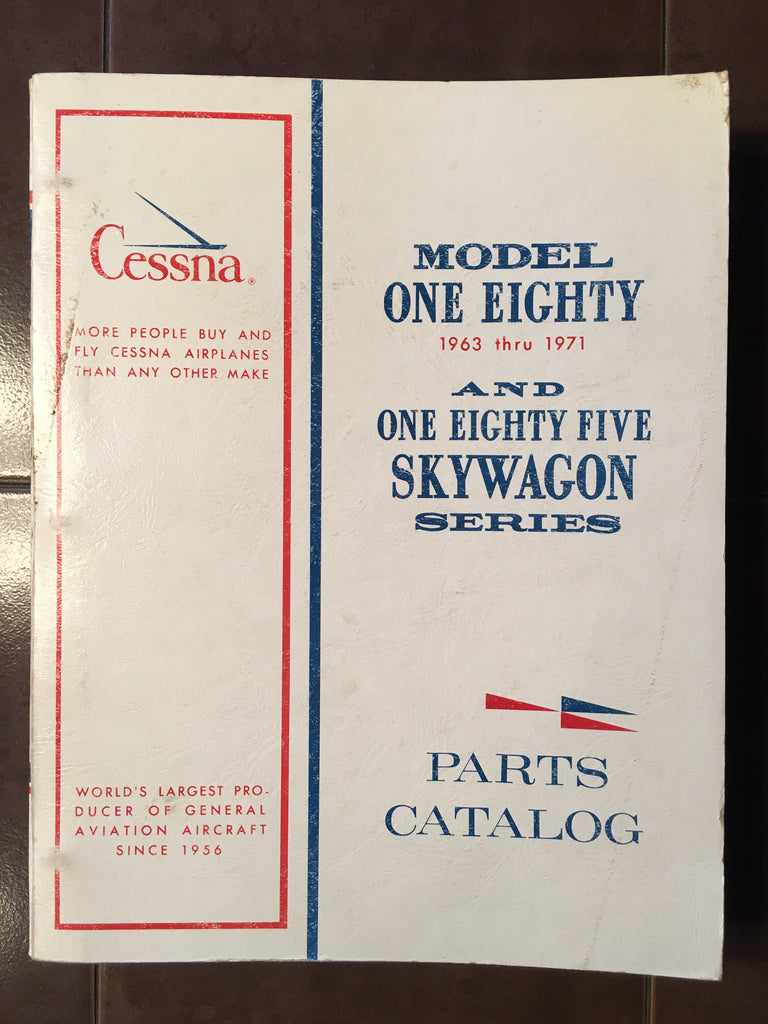 Cessna®
MORE PEOPLE BUY AND
FLY CESSNA AIRPLANES
THAN ANY OTHER MAKE
WORLD'S LARGEST PRO-
DUCER OF GENERAL
AVIATION AIRCRAFT
SINCE 1956
MODEL
ONE EIGHTY
1963 thru 1971
AND
ONE EIGHTY FIVE
SKYWAGON
SERIES
PARTS
CATALOG